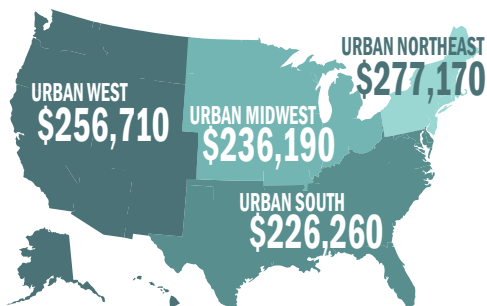 URBAN NORTHEAST
$277,170
URBAN WEST
$256,710
URBAN MIDWEST
$236,190
URBAN SOUTH
$226,260